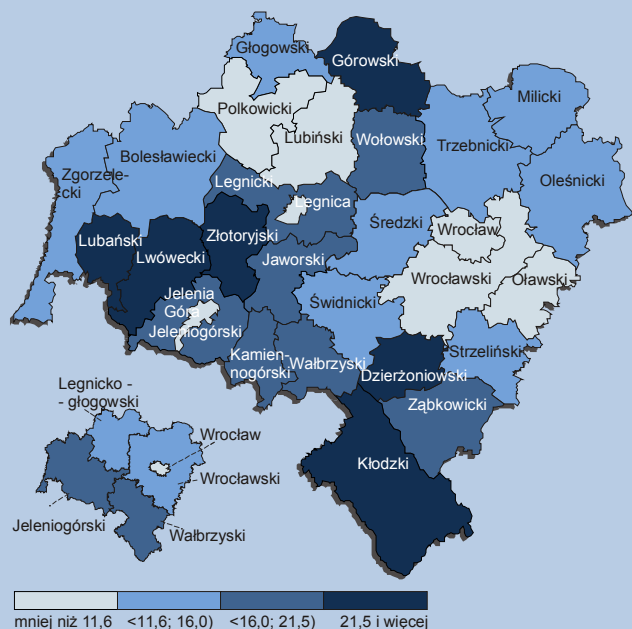 Głogowski
Górowski
Milicki
Polkowicki
Lubiński
Wołowski
Trzebnicki
Bolesławiecki
Zgorzele-
cki
Legnicki
Oleśnicki
Legnica
Średzki
Wrocław
Lubański
Złotoryjski
Lwówecki
Jaworski
Wrocławski
Oławski
Jelenia
Góra
Jeleniogórski
Świdnicki
Kamien-
nogórski
Wałbrzyski
Dzierżoniowski
Strzeliński
Ząbkowicki
Kłodzki
Legnicko -
- głogowski
Wrocław
Wrocławski
Jeleniogórski
Wałbrzyski
mniej niż 11,6
<11,6; 16,0)
<16,0; 21,5)
21,5 i więcej